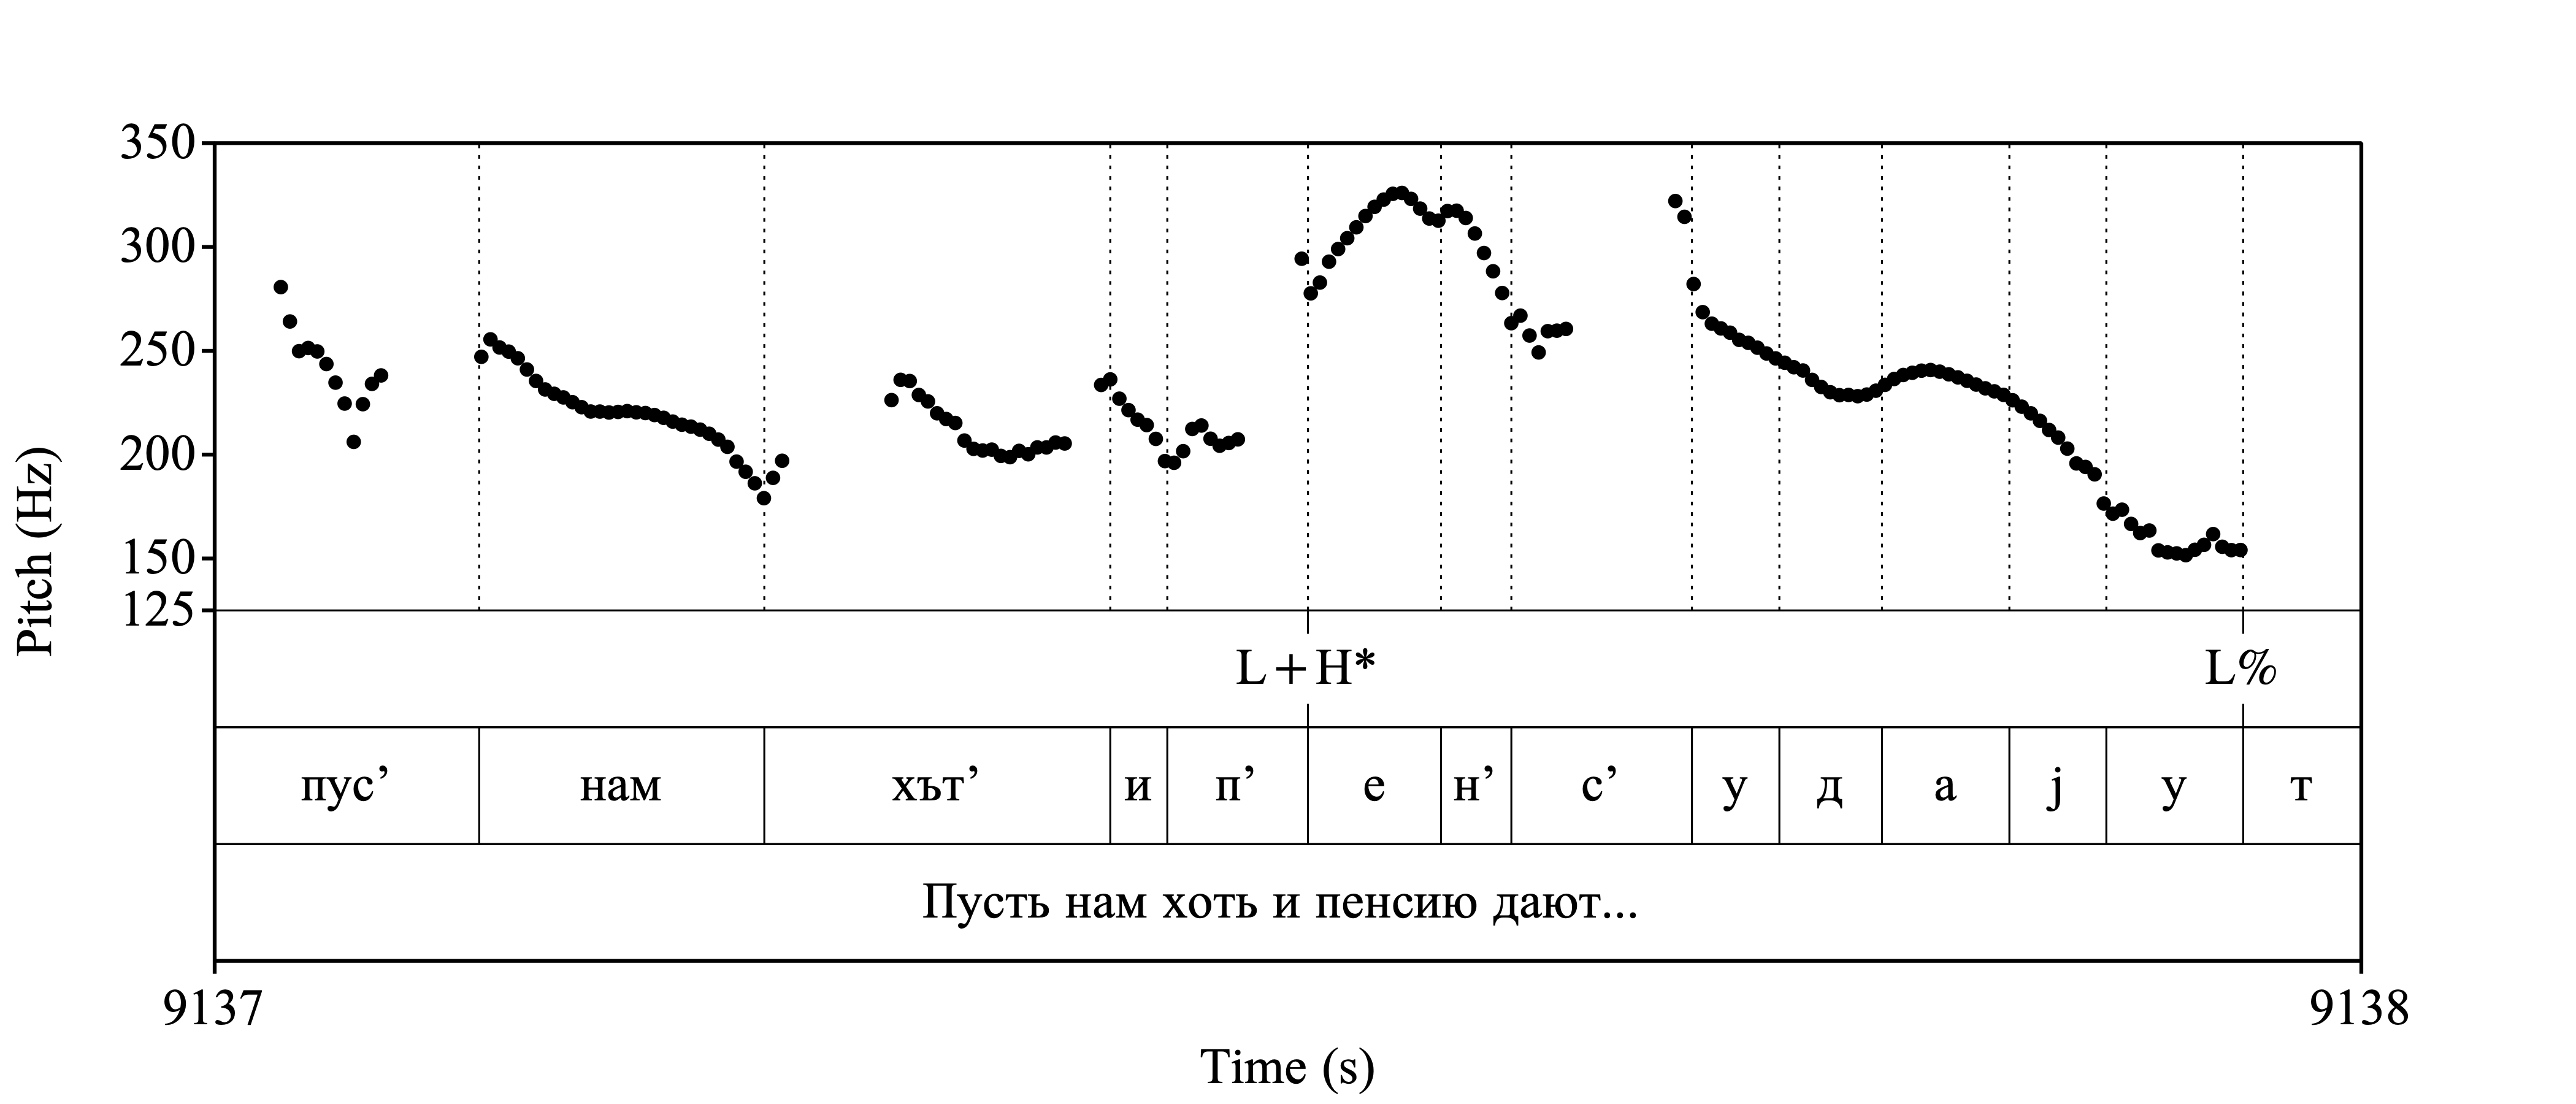 350
300
250
200
150
125
Pitch (Hz)
L+H* L%
пус’ нам хът’ и п’ е н’ с’ у д а j у т
Пусть нам хоть и пенсию дают...
9137 9138
Time (s)